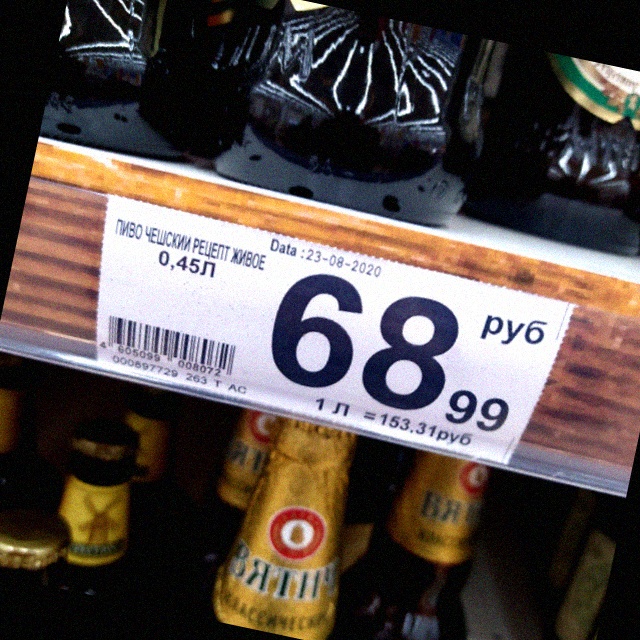 ПИВО ЧЕШСКИЙ РЕЦЕПТ ЖИВОЕ
0,45Л
Data :23-08-2020
68 99
руб
4 605099 008072
000897729 263 T AC
1 Л =153.31руб